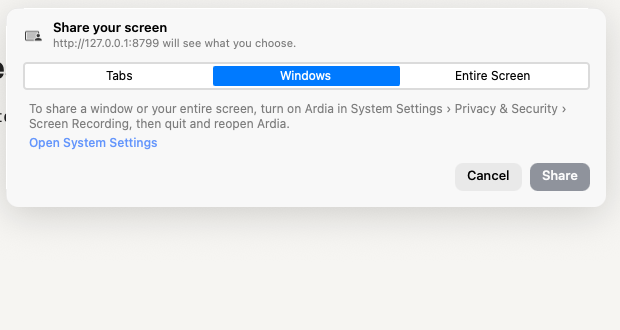 Share your screen
http://127.0.0.1:8799 will see what you choose.
Tabs
Windows
Entire Screen
To share a window or your entire screen, turn on Ardia in System Settings › Privacy & Security ›
Screen Recording, then quit and reopen Ardia.
Open System Settings
Cancel
Share